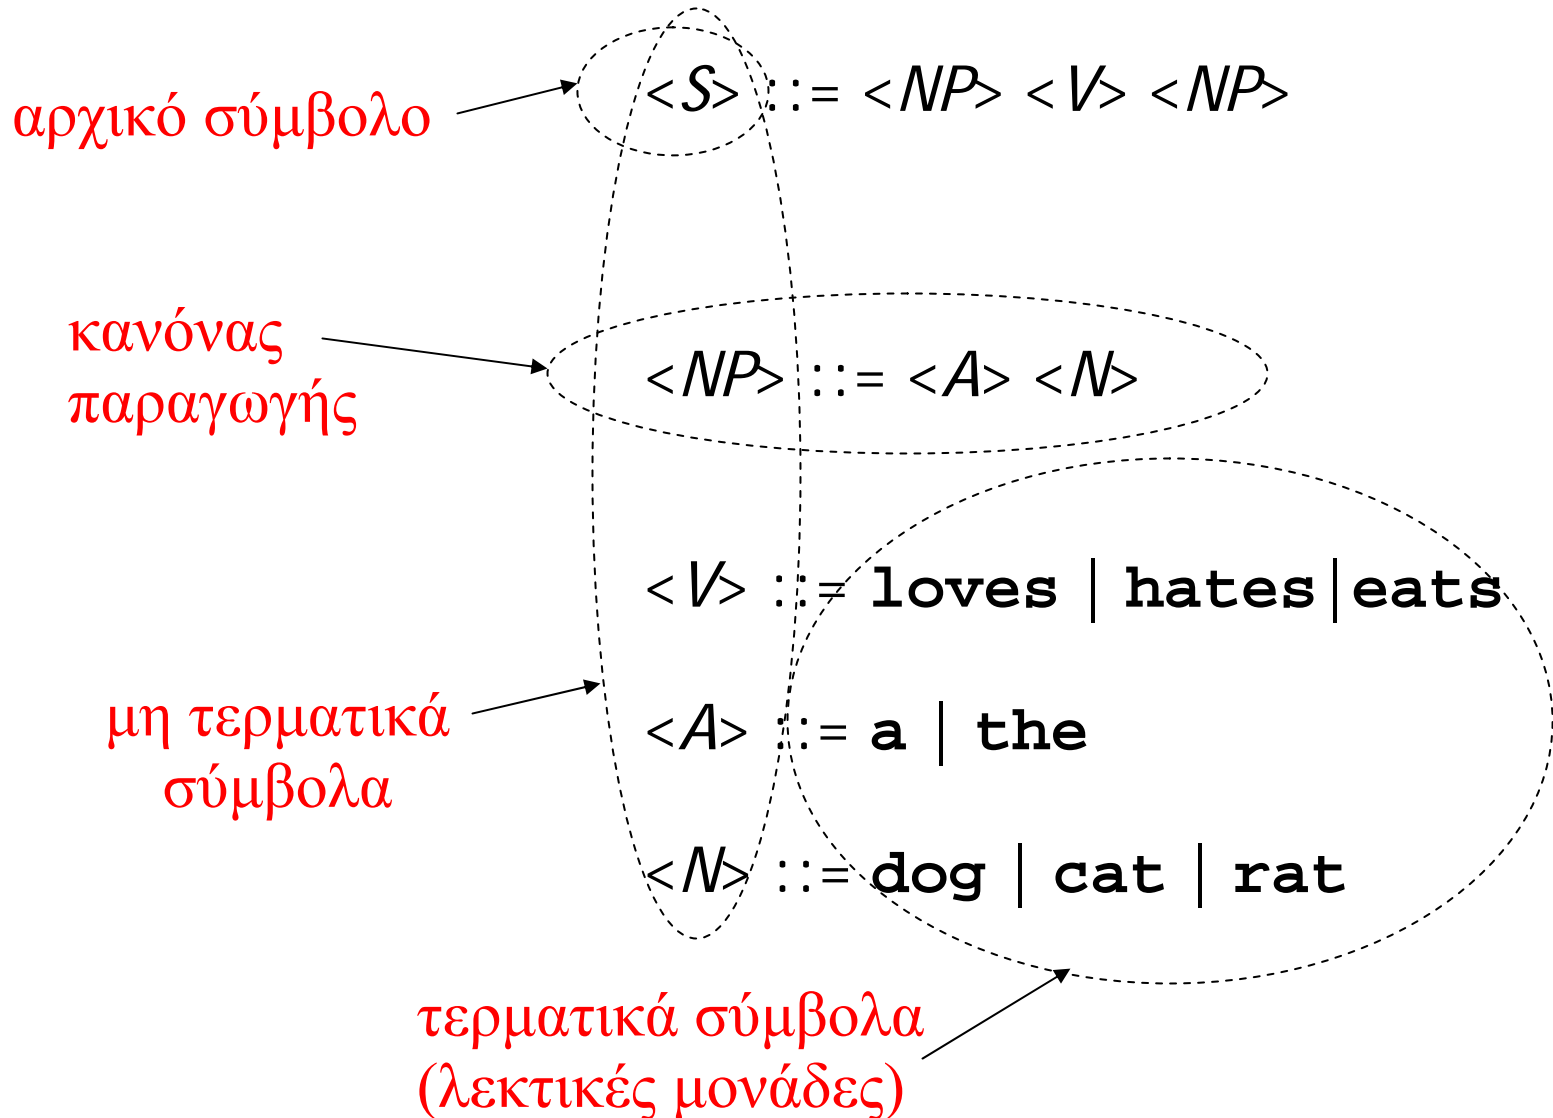 <S> ::= <NP> <V> <NP>
αρχικό σύμβολο
κανόνας
παραγωγής
<NP> ::= <A> <N>
<V> ::= loves | hates|eats
μη τερματικά
σύμβολα
<A> ::= a | the
<N> ::= dog | cat | rat
τερματικά σύμβολα
(λεκτικές μονάδες)